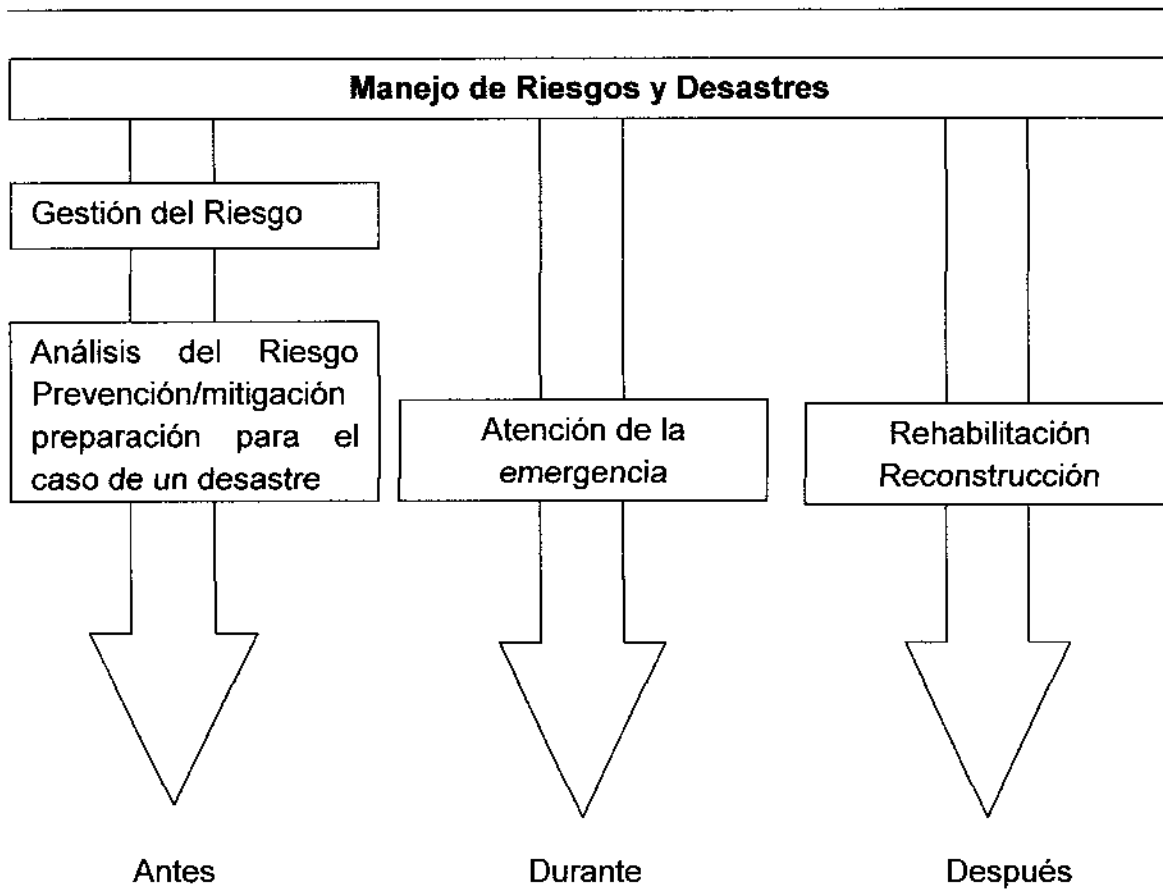 Manejo de Riesgos y Desastres
Gestión del Riesgo
Análisis del Riesgo
Prevención/mitigación
preparación para el
caso de un desastre
Atención de la
emergencia
Rehabilitación
Reconstrucción
Antes
Durante
Después